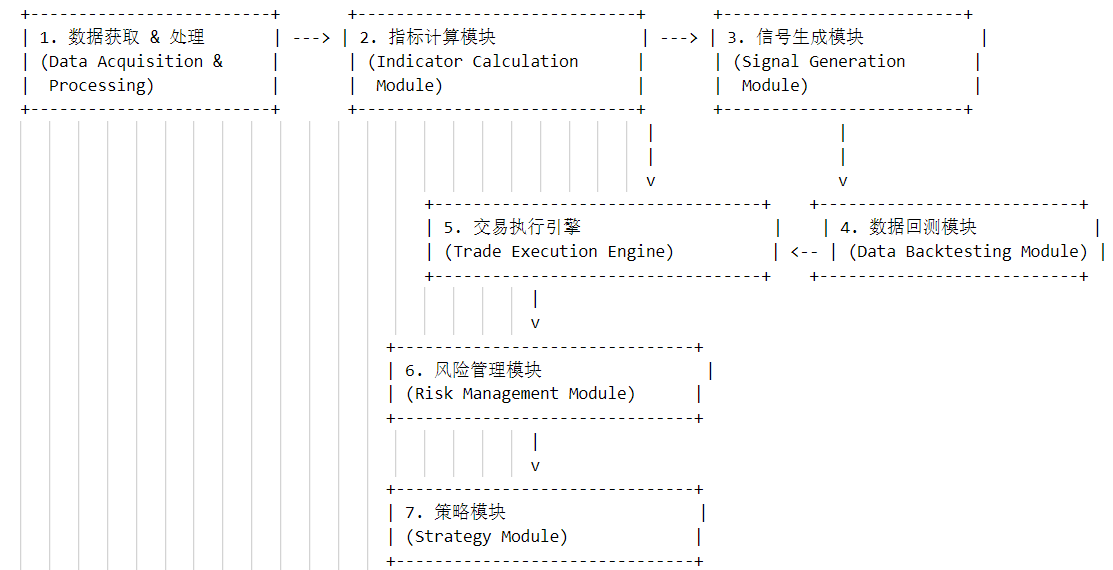 +--------------------------+ +-------------------------------+ +--------------------------+
| 1. 数据获取 & 处理 | ---> | 2. 指标计算模块 | ---> | 3. 信号生成模块 |
| (Data Acquisition & | | (Indicator Calculation | | (Signal Generation |
| Processing) | | Module) | | Module) |
+--------------------------+ +-------------------------------+ +--------------------------+
| |
| |
v v
+-----------------------------------+ +----------------------------+
| 5. 交易执行引擎 | | 4. 数据回测模块 |
| (Trade Execution Engine) | <-- | (Data Backtesting Module) |
+-----------------------------------+ +----------------------------+
|
v
+--------------------------------+
| 6. 风险管理模块 |
| (Risk Management Module) |
+--------------------------------+
|
v
+--------------------------------+
| 7. 策略模块 |
| (Strategy Module) |
+--------------------------------+